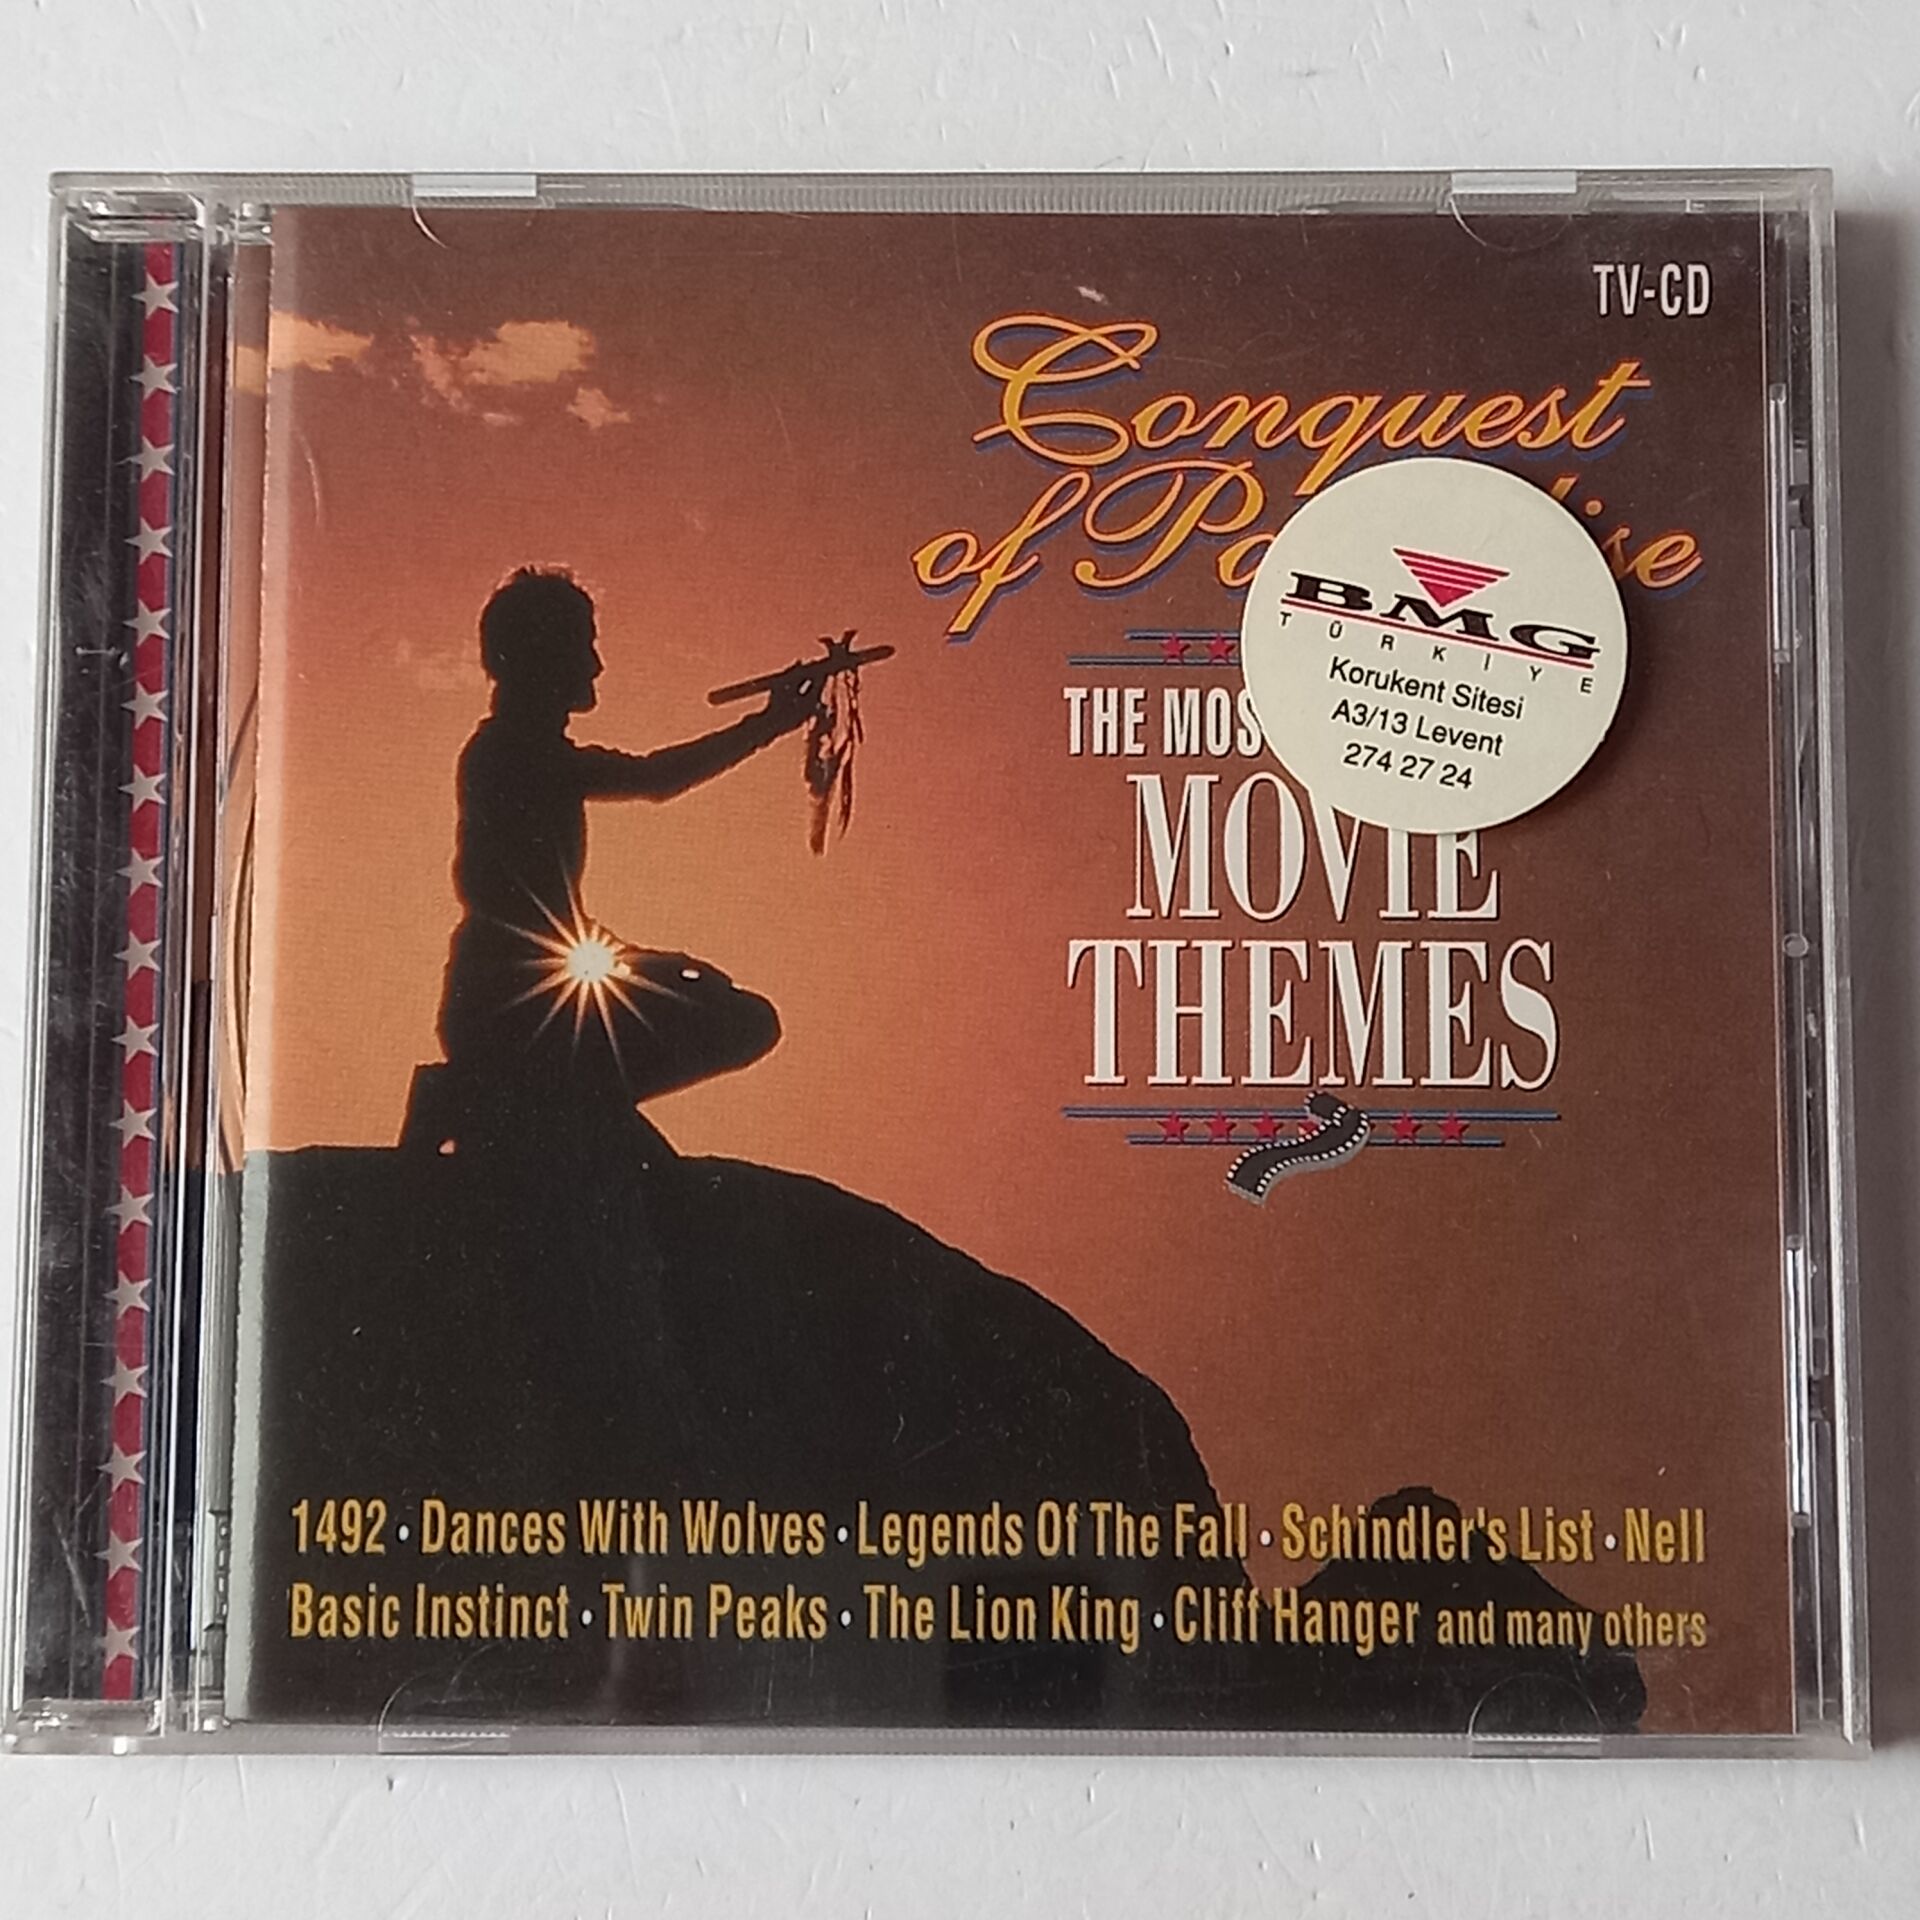 TV-CD
Conquest
of
BMG
TÜRKİYE
Korukent Sitesi
A3/13 Levent
274 27 24
THE
MOVIE
THEMES
1492 • Dances With Wolves • Legends Of The Fall • Schindler's List • Nell
Basic Instinct • Twin Peaks • The Lion King • Cliff Hanger and many others